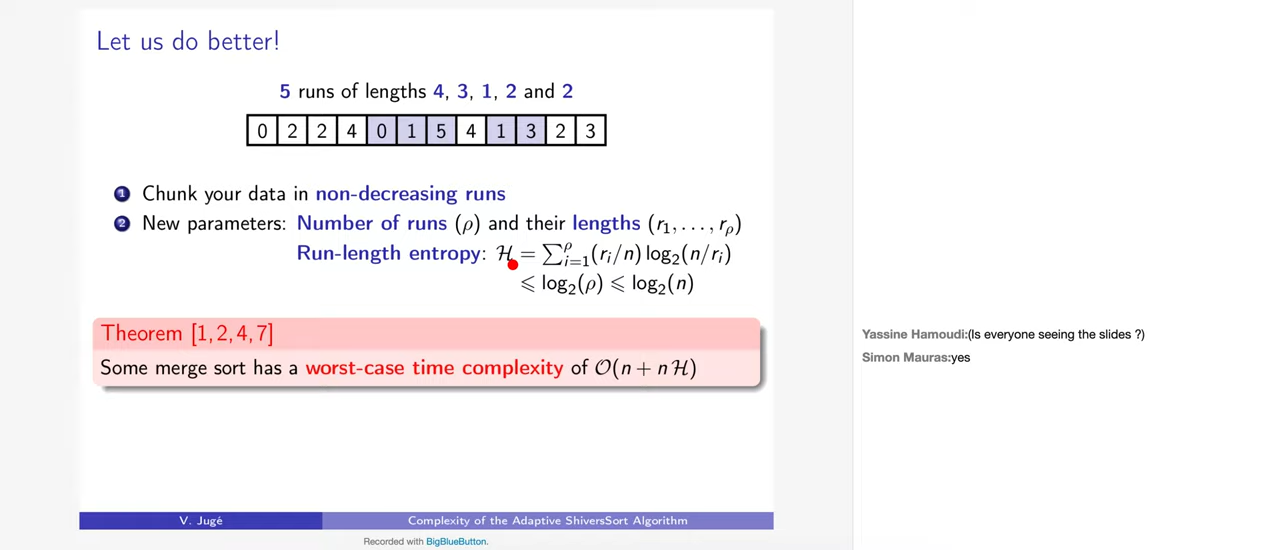 Let us do better!
5 runs of lengths 4, 3, 1, 2 and 2
0 2 2 4 0 1 5 4 1 3 2 3
1 Chunk your data in non-decreasing runs
2 New parameters: Number of runs (ρ) and their lengths (r₁, . . . , rᵨ)
Run-length entropy: ℋ = ∑ᵢ₌₁ᵨ (rᵢ/n) log₂(n/rᵢ)
⩽ log₂(ρ) ⩽ log₂(n)
Theorem [1, 2, 4, 7]
Some merge sort has a worst-case time complexity of 𝒪(n + n ℋ)
V. Jugé
Complexity of the Adaptive ShiversSort Algorithm
Recorded with BigBlueButton.
Yassine Hamoudi:(Is everyone seeing the slides ?)
Simon Mauras:yes